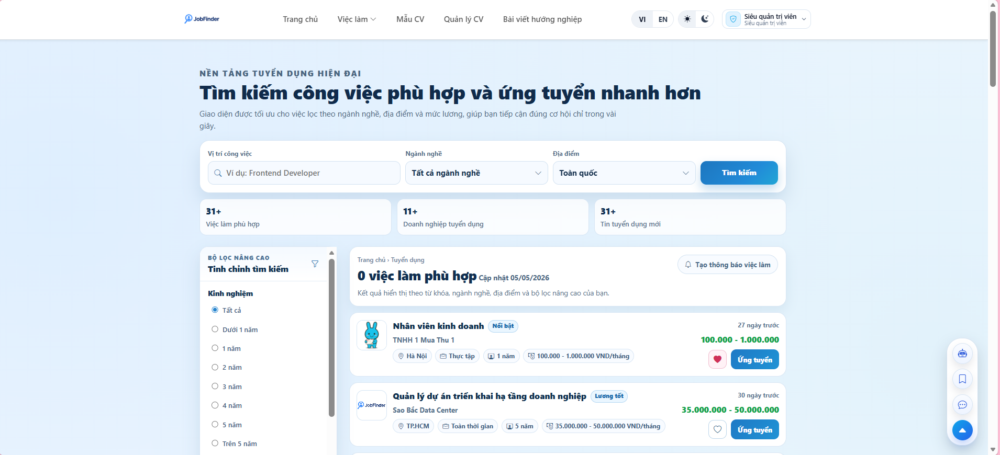 JobFinder
Trang chủ
Việc làm
Mẫu CV
Quản lý CV
Bài viết hướng nghiệp
VI
EN
Siêu quản trị viên
Siêu quản trị viên
NỀN TẢNG TUYỂN DỤNG HIỆN ĐẠI
Tìm kiếm công việc phù hợp và ứng tuyển nhanh hơn
Giao diện được tối ưu cho việc lọc theo ngành nghề, địa điểm và mức lương, giúp bạn tiếp cận đúng cơ hội chỉ trong vài
giây.
Vị trí công việc
Ví dụ: Frontend Developer
Ngành nghề
Tất cả ngành nghề
Địa điểm
Toàn quốc
Tìm kiếm
31+
Việc làm phù hợp
11+
Doanh nghiệp tuyển dụng
31+
Tin tuyển dụng mới
BỘ LỌC NÂNG CAO
Tinh chỉnh tìm kiếm
Kinh nghiệm
Tất cả
Dưới 1 năm
1 năm
2 năm
3 năm
4 năm
5 năm
Trên 5 năm
Trang chủ › Tuyển dụng
0 việc làm phù hợp Cập nhật 05/05/2026
Kết quả hiển thị theo từ khóa, ngành nghề, địa điểm và bộ lọc nâng cao của bạn.
Tạo thông báo việc làm
Nhân viên kinh doanh
Nổi bật
TNHH 1 Mua Thu 1
Hà Nội
Thực tập
1 năm
100.000 - 1.000.000 VND/tháng
27 ngày trước
100.000 - 1.000.000
Ứng tuyển
JobFinder
Quản lý dự án triển khai hạ tầng doanh nghiệp
Lương tốt
Sao Bắc Data Center
TP.HCM
Toàn thời gian
5 năm
35.000.000 - 50.000.000 VND/tháng
30 ngày trước
35.000.000 - 50.000.000
Ứng tuyển